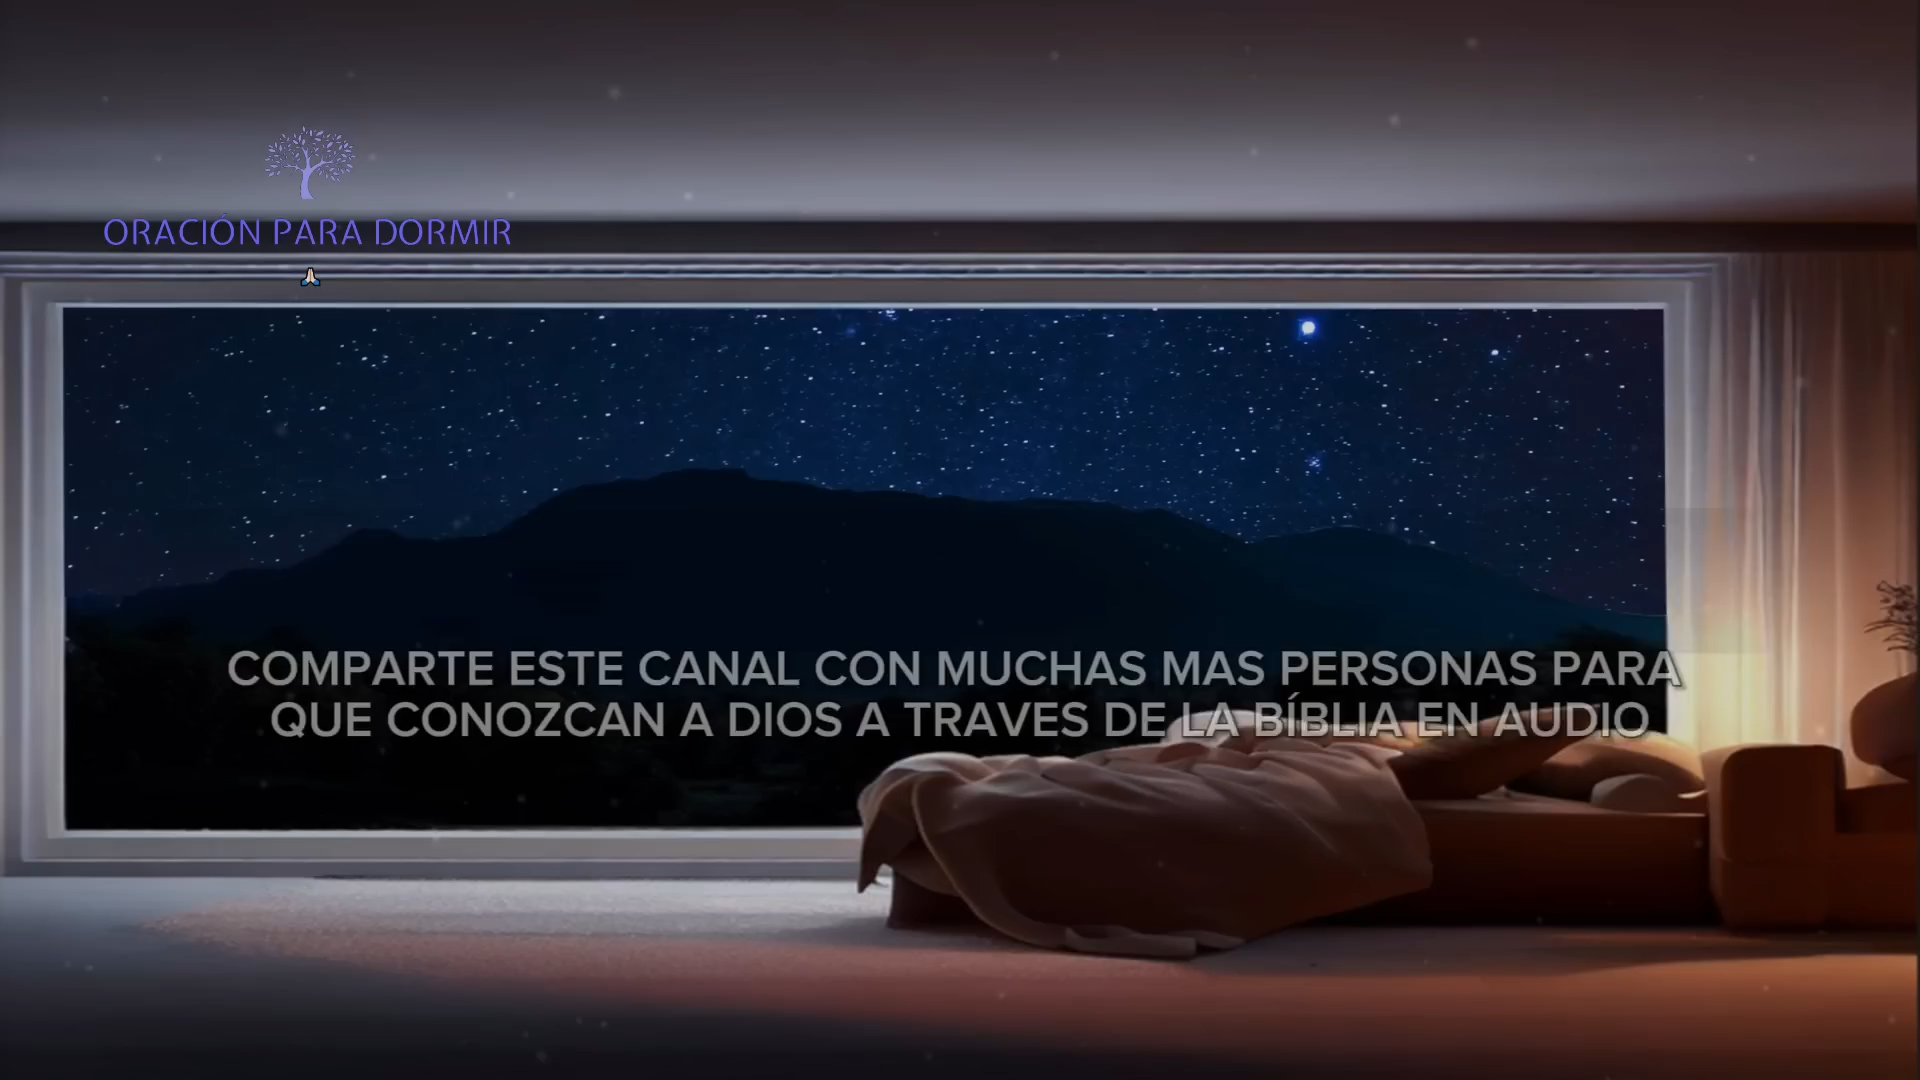 ORACIÓN PARA DORMIR
COMPARTE ESTE CANAL CON MUCHAS MAS PERSONAS PARA
QUE CONOZCAN A DIOS A TRAVES DE LA BÍBLIA EN AUDIO